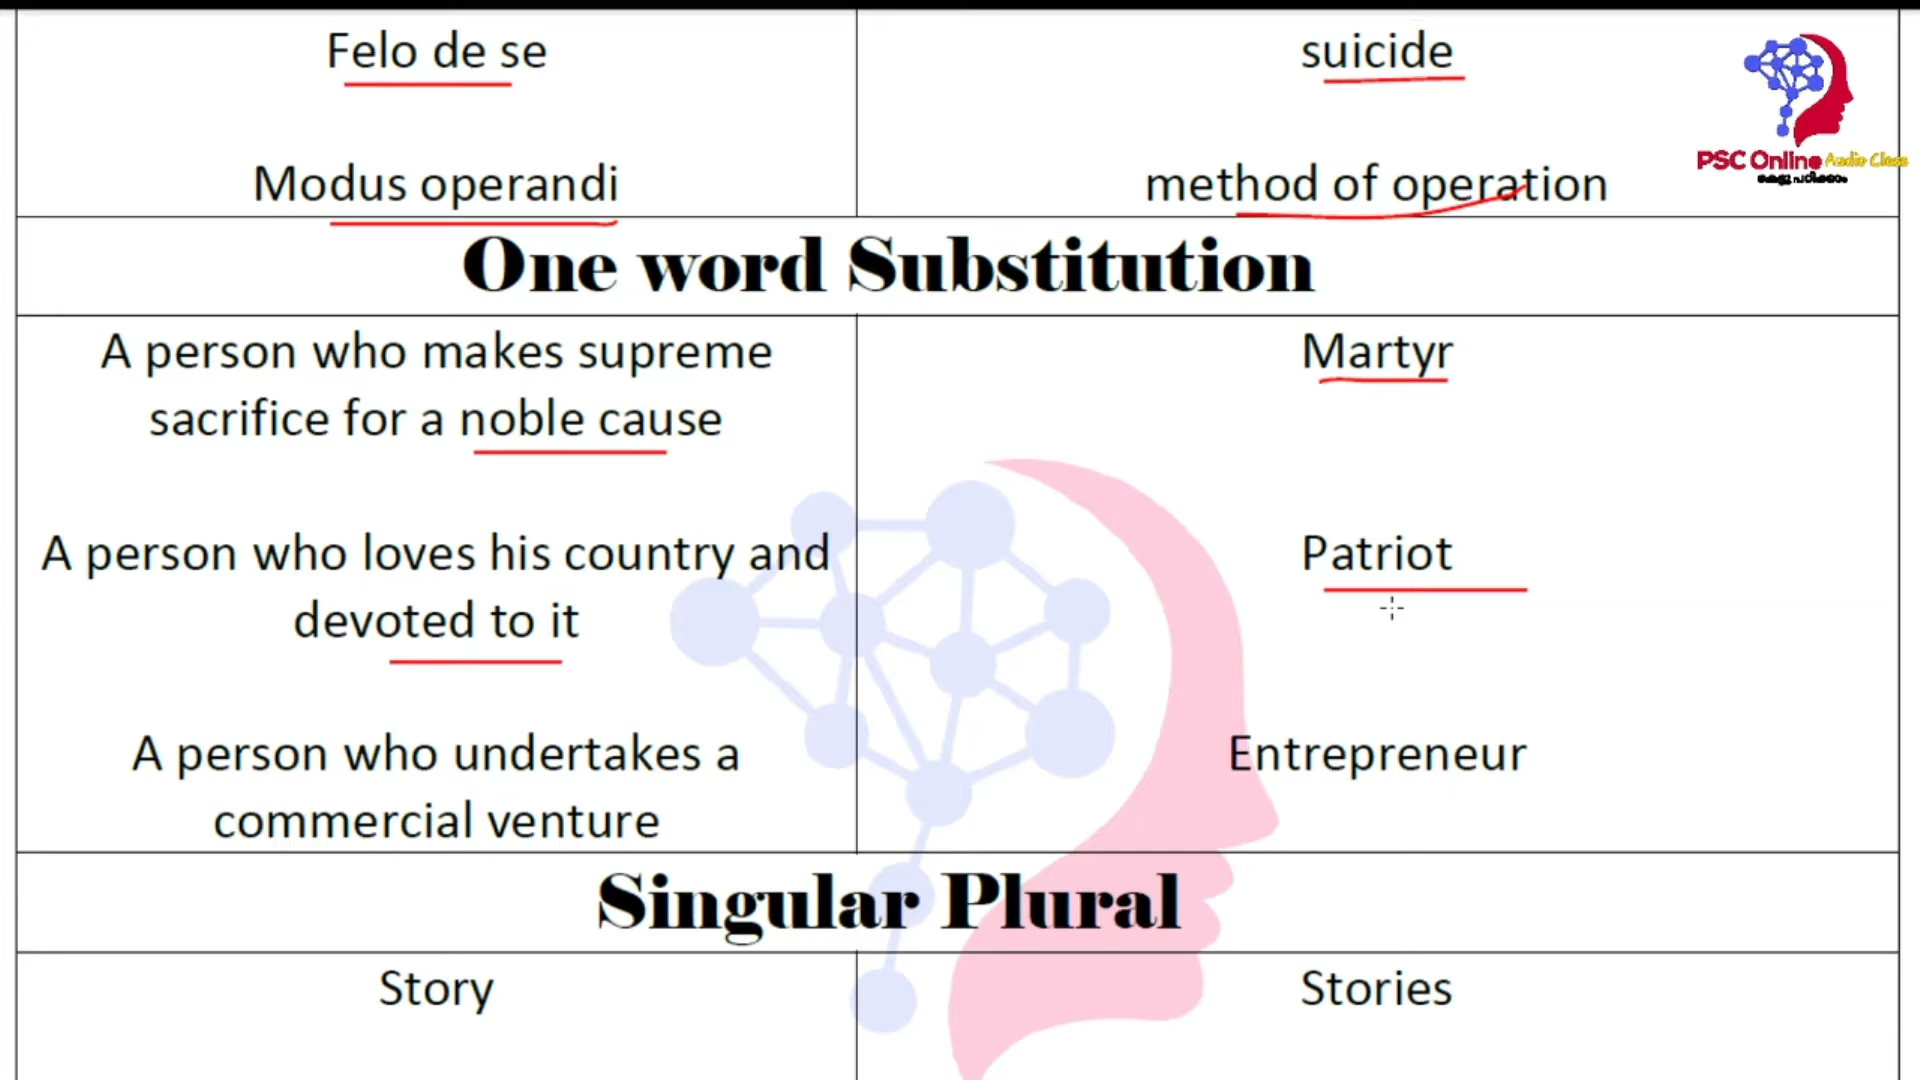 Felo de se
suicide
Modus operandi
method of operation
PSC Online Audio Class
One word Substitution
A person who makes supreme
sacrifice for a noble cause
Martyr
A person who loves his country and
devoted to it
Patriot
A person who undertakes a
commercial venture
Entrepreneur
Singular Plural
Story
Stories